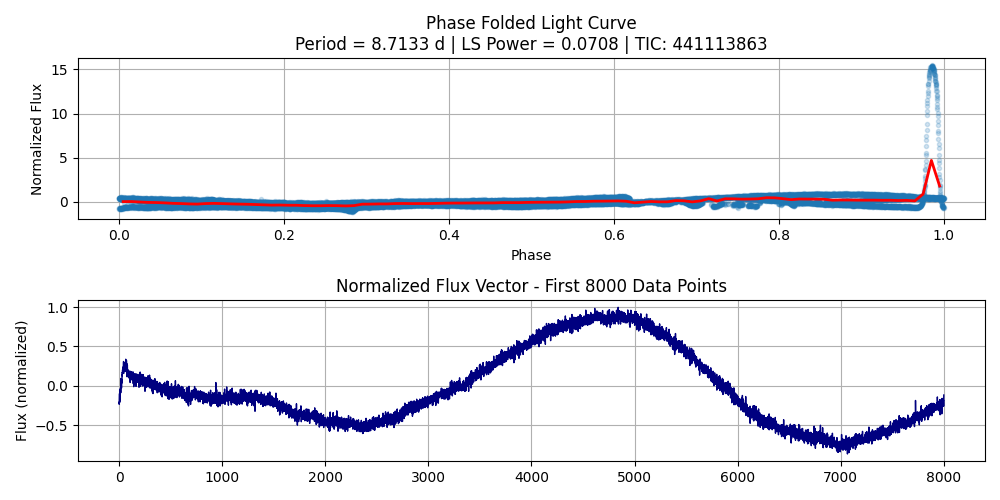 Phase Folded Light Curve
Period = 8.7133 d | LS Power = 0.0708 | TIC: 441113863
Normalized Flux
15
10
5
0
0.0 0.2 0.4 0.6 0.8 1.0
Phase
Normalized Flux Vector - First 8000 Data Points
Flux (normalized)
1.0
0.5
0.0
−0.5
0 1000 2000 3000 4000 5000 6000 7000 8000